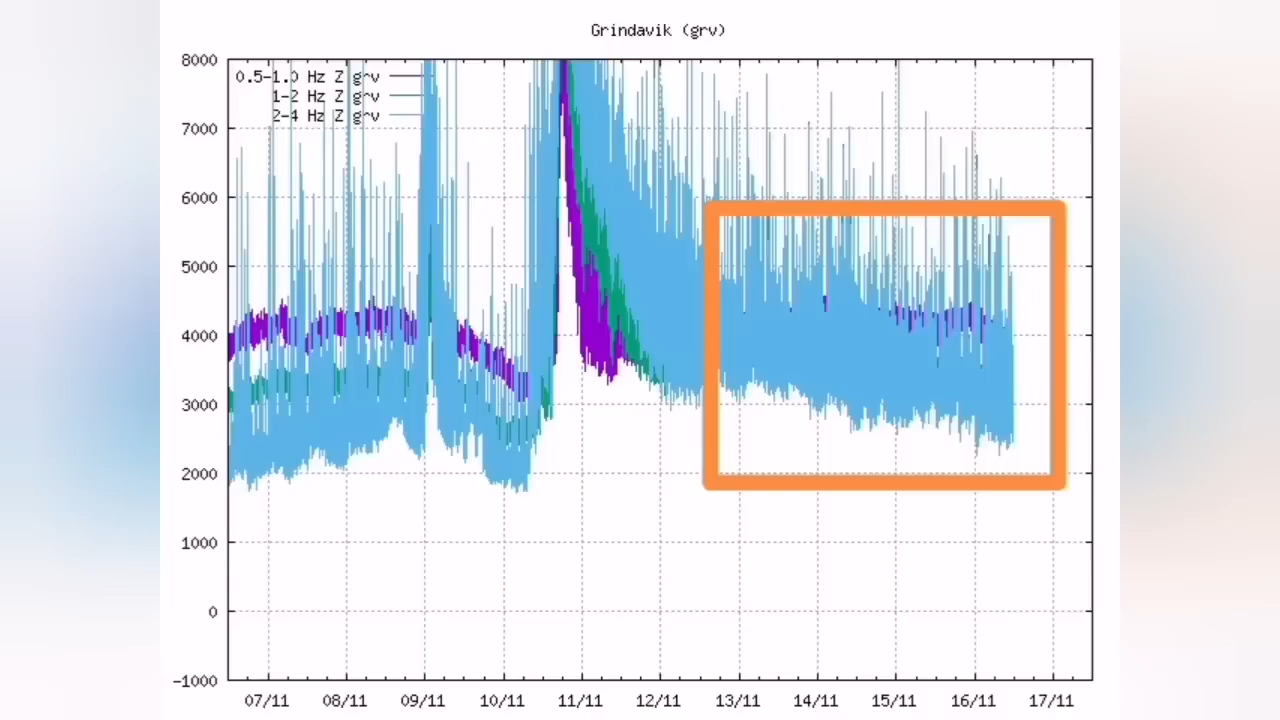 Grindavik (grv)
8000
0.5-1.0 Hz Z grv
1-2 Hz Z grv
2-4 Hz Z grv
7000
6000
5000
4000
3000
2000
1000
0
-1000
07/11 08/11 09/11 10/11 11/11 12/11 13/11 14/11 15/11 16/11 17/11